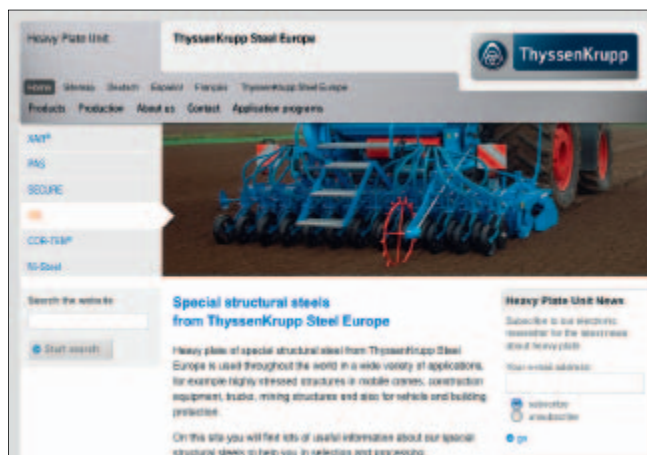 Heavy Plate Unit
ThyssenKrupp Steel Europe
ThyssenKrupp
Home Sitemap Deutsch Español Français ThyssenKrupp Steel Europe
Products Production About us Contact Application programs
XAR®
PAS
SECURE
COR-TEN®
Ni-Steel
Search the website
Start search
Special structural steels
from ThyssenKrupp Steel Europe
Heavy plate of special structural steel from ThyssenKrupp Steel
Europe is used throughout the world in a wide variety of applications,
for example highly stressed structures in mobile cranes, construction
equipment, trucks, mining structures and also for vehicle and building
protection.
On this site you will find lots of useful information about our special
structural steels to help you in selection and processing.
Heavy Plate Unit News
Subscribe to our electronic
newsletter for the latest news
about heavy plate.
Your e-mail address:
subscribe
unsubscribe
go